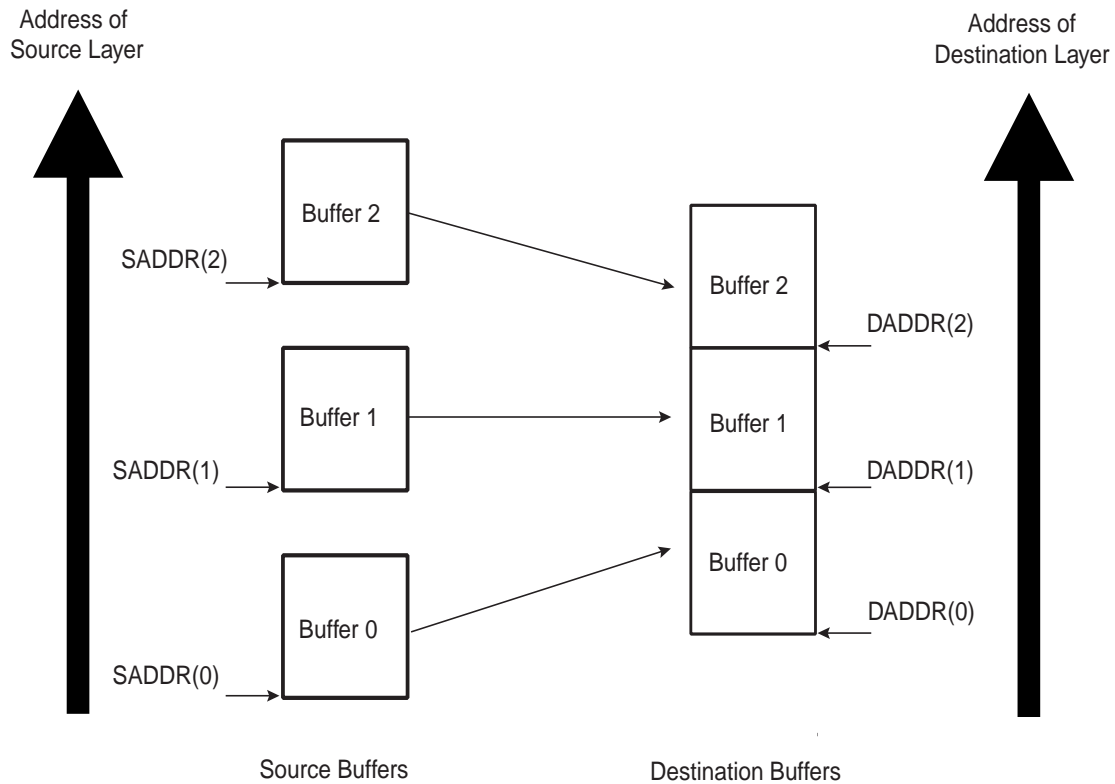 Address of
Source Layer
Address of
Destination Layer
Buffer 2
SADDR(2)
Buffer 2
DADDR(2)
Buffer 1
Buffer 1
SADDR(1)
DADDR(1)
Buffer 0
DADDR(0)
Buffer 0
SADDR(0)
Source Buffers
Destination Buffers